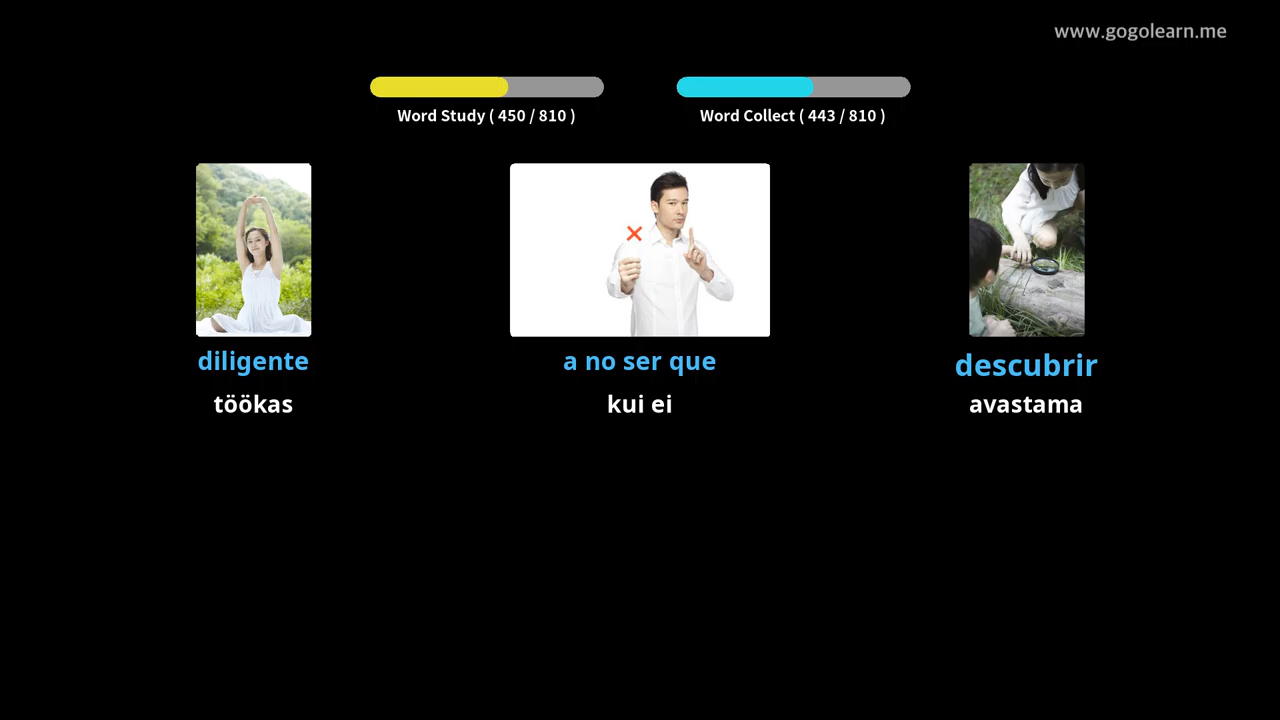 www.gogolearn.me
Word Study ( 450 / 810 )
Word Collect ( 443 / 810 )
diligente
töökas
a no ser que
kui ei
descubrir
avastama